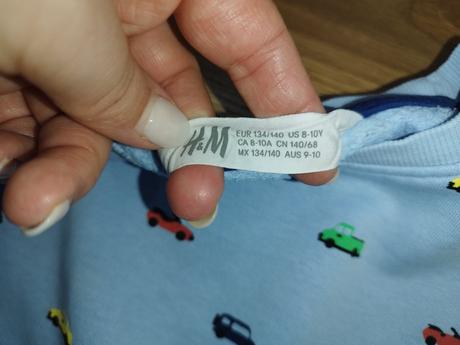 H&M
EUR 134/140 US 8-10Y
CA 8-10A CN 140/68
MX 134/140 AUS 9-10